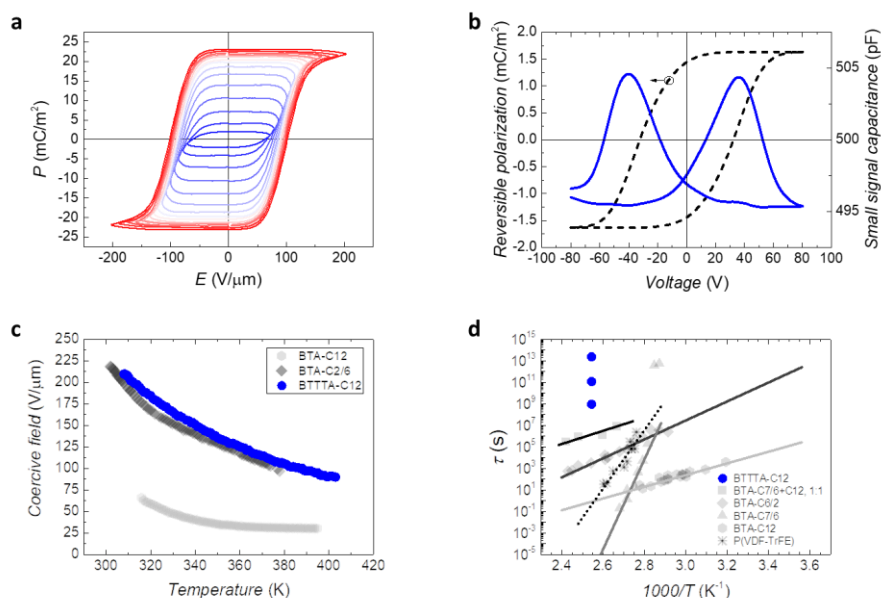 a
25
20
15
10
5
0
-5
-10
-15
-20
-25
P (mC/m²)
-200 -100 0 100 200
E (V/μm)
b
2.0
1.5
1.0
0.5
0.0
-0.5
-1.0
-1.5
-2.0
Reversible polarization (mC/m²)
505
500
495
Small signal capacitance (pF)
-100 -80 -60 -40 -20 0 20 40 60 80 100
Voltage (V)
c
250
225
200
175
150
125
100
75
50
25
0
Coercive field (V/μm)
BTA-C12
BTA-C2/6
BTTTA-C12
300 320 340 360 380 400 420
Temperature (K)
d
10¹⁵
10¹³
10¹¹
10⁹
10⁷
10⁵
10³
10¹
10⁻¹
10⁻³
10⁻⁵
τ (s)
BTTTA-C12
BTA-C7/6+C12, 1:1
BTA-C6/2
BTA-C7/6
BTA-C12
P(VDF-TrFE)
2.4 2.6 2.8 3.0 3.2 3.4 3.6
1000/T (K⁻¹)